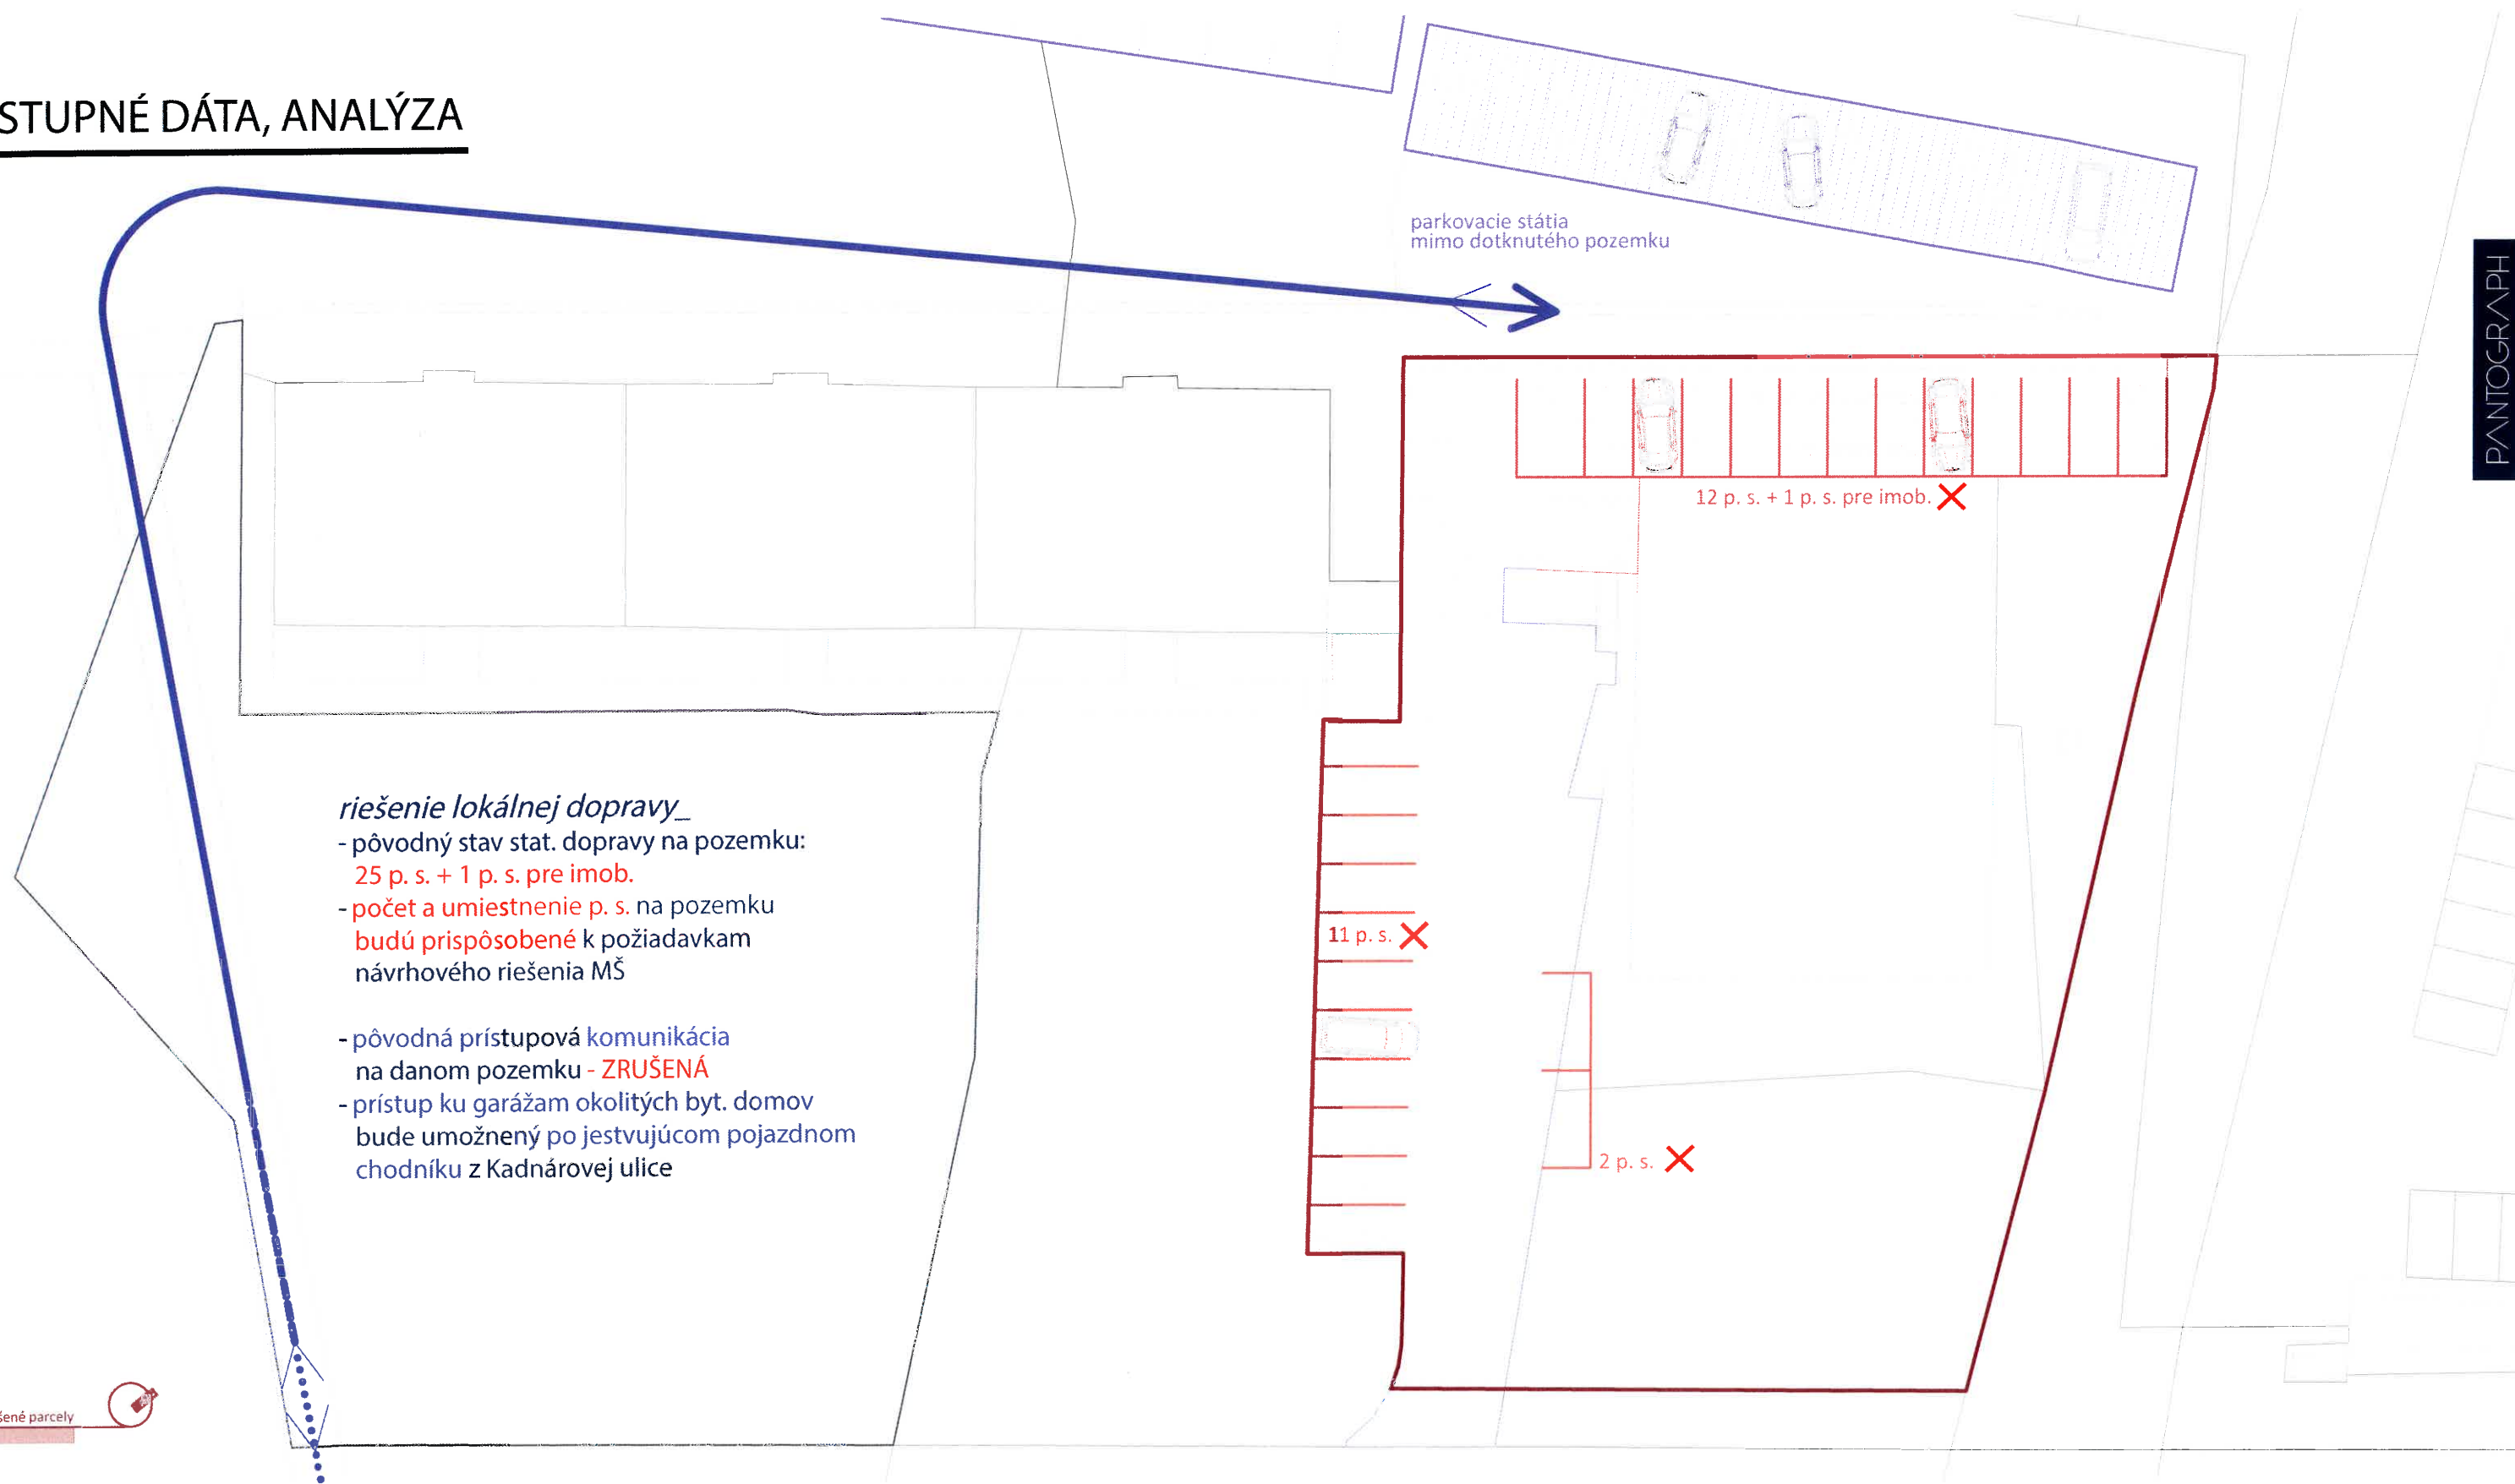 STUPNÉ DÁTA, ANALÝZA
parkovacie státia
mimo dotknutého pozemku
PANTOGRAPH
12 p. s. + 1 p. s. pre imob.
riešenie lokálnej dopravy_
- pôvodný stav stat. dopravy na pozemku:
25 p. s. + 1 p. s. pre imob.
- počet a umiestnenie p. s. na pozemku
budú prispôsobené k požiadavkam
návrhového riešenia MŠ
11 p. s.
- pôvodná prístupová komunikácia
na danom pozemku - ZRUŠENÁ
- prístup ku garážam okolitých byt. domov
bude umožnený po jestvujúcom pojazdnom
chodníku z Kadnárovej ulice
2 p. s.
šené parcely